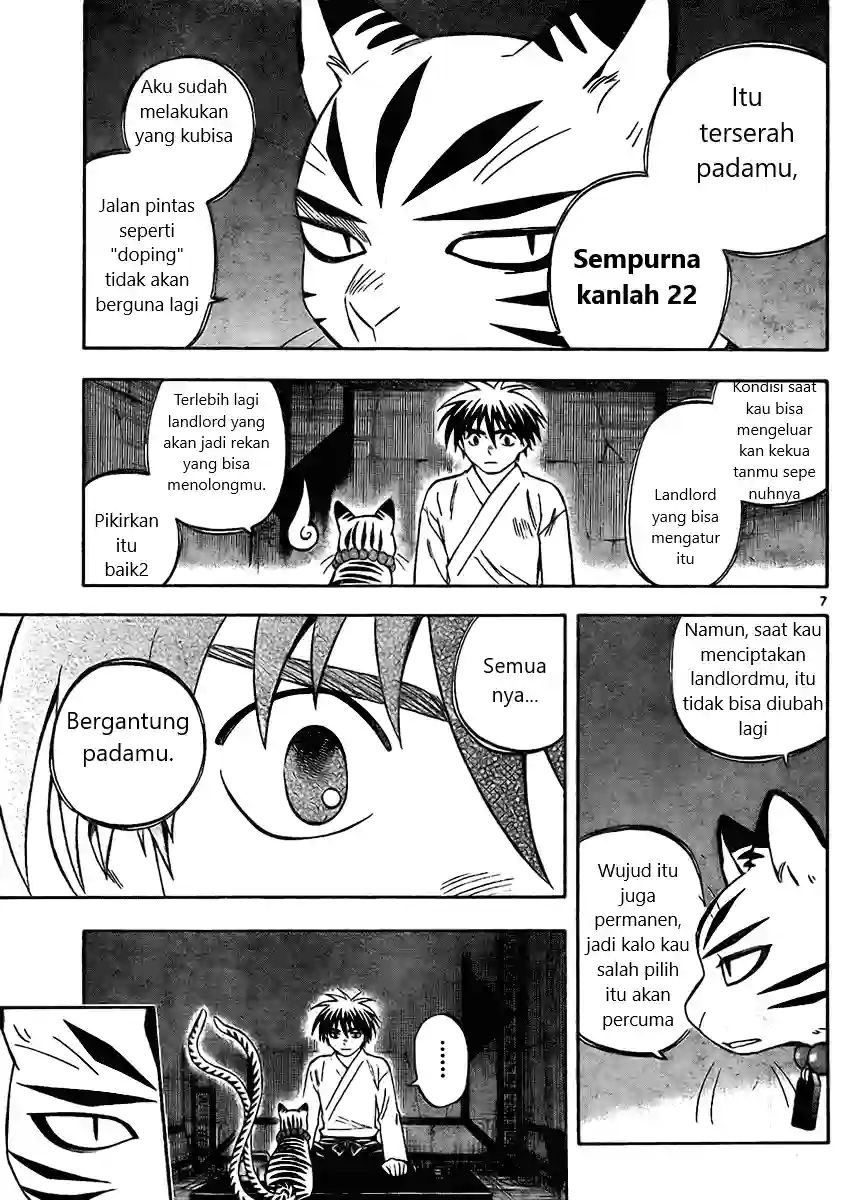 Itu
terserah
padamu,
Sempurna
kanlah 22
Aku sudah
melakukan
yang kubisa
Jalan pintas
seperti
"doping"
tidak akan
berguna lagi
Kondisi saat
kau bisa
mengeluar
kan kekua
tanmu sepe
nuhnya
Landlord
yang bisa
mengatur
itu
Terlebih lagi
landlord yang
akan jadi rekan
yang bisa
menolongmu.
Pikirkan
itu
baik2
7
Namun, saat kau
menciptakan
landlordmu, itu
tidak bisa diubah
lagi
Wujud itu
juga
permanen,
jadi kalo kau
salah pilih
itu akan
percuma
Semua
nya...
Bergantung
padamu.
.......